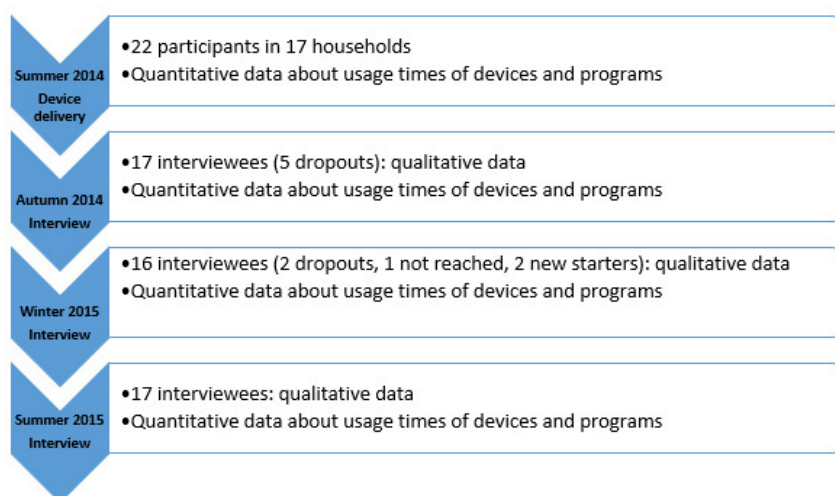 Summer 2014
Device
delivery
•22 participants in 17 households
•Quantitative data about usage times of devices and programs
Autumn 2014
Interview
•17 interviewees (5 dropouts): qualitative data
•Quantitative data about usage times of devices and programs
Winter 2015
Interview
•16 interviewees (2 dropouts, 1 not reached, 2 new starters): qualitative data
•Quantitative data about usage times of devices and programs
Summer 2015
Interview
•17 interviewees: qualitative data
•Quantitative data about usage times of devices and programs